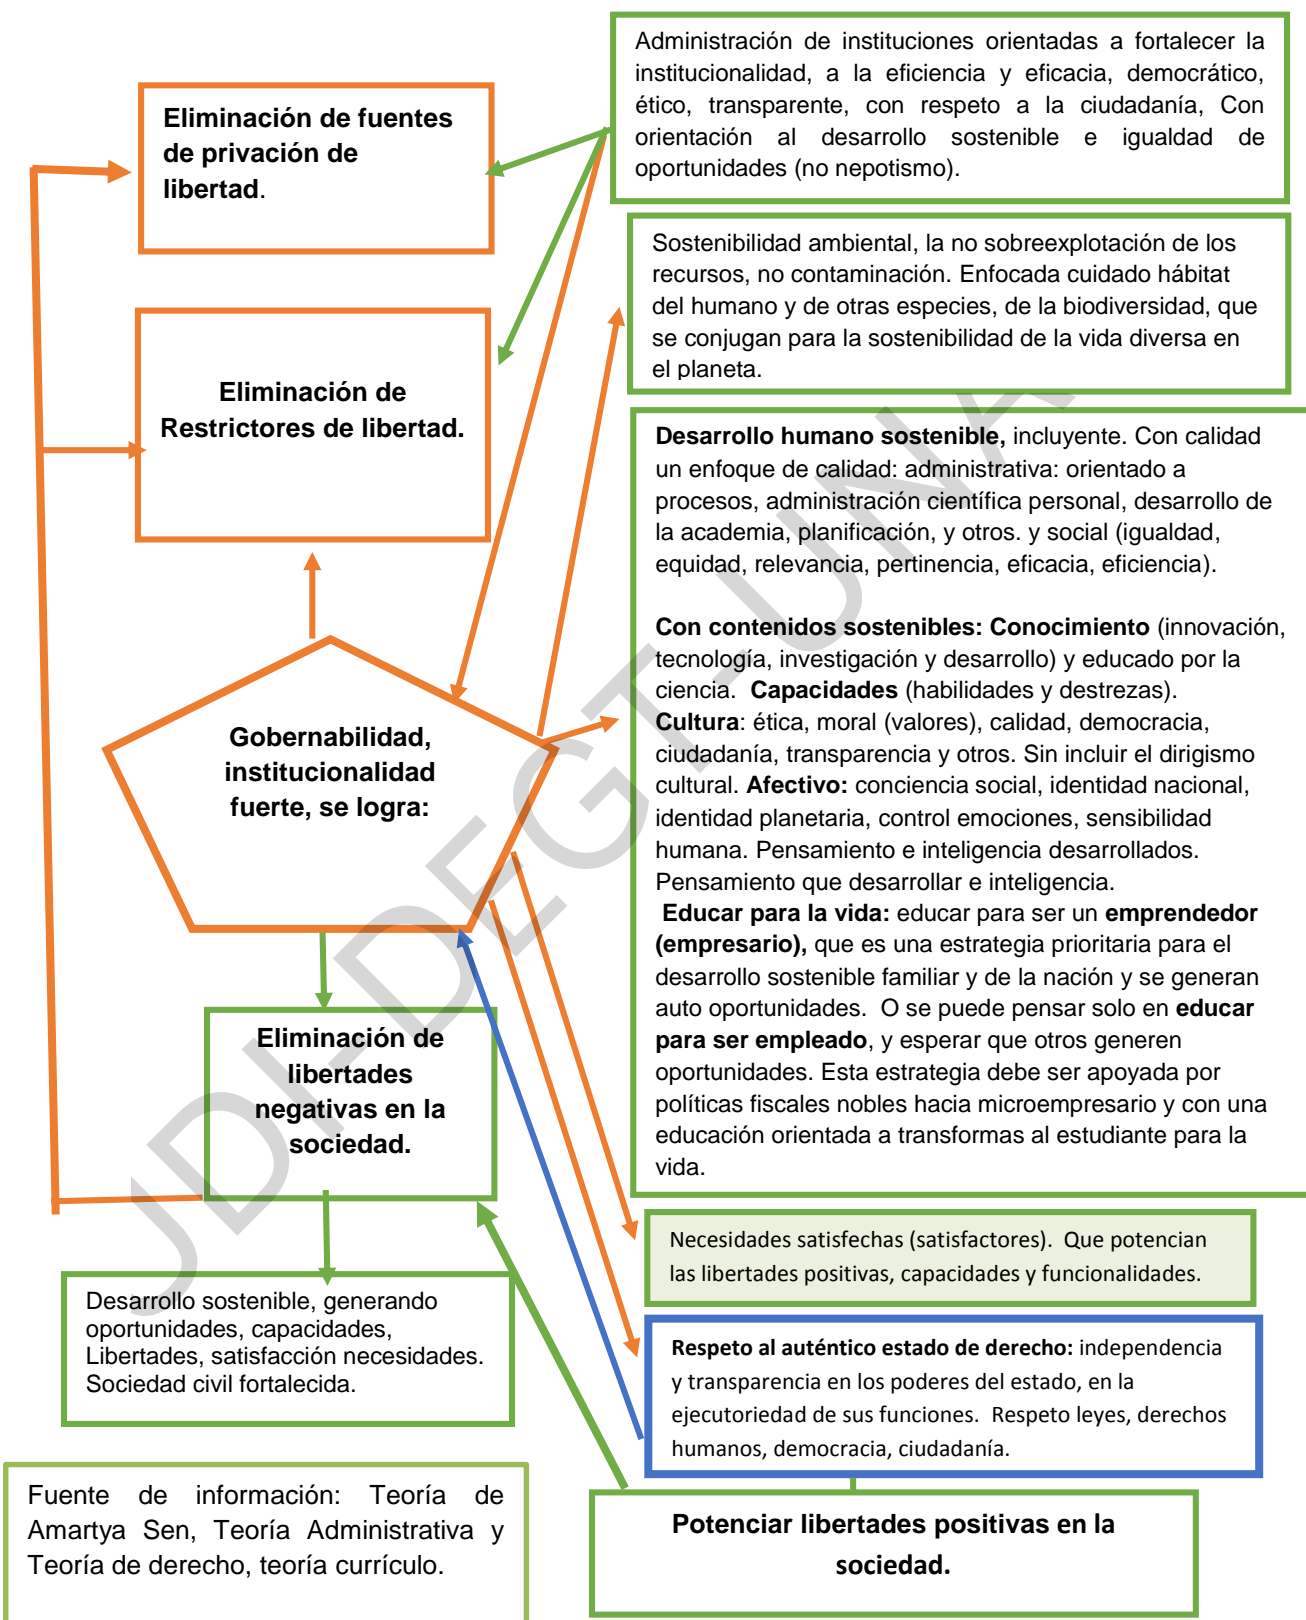 Administración de instituciones orientadas a fortalecer la
institucionalidad, a la eficiencia y eficacia, democrático,
ético, transparente, con respeto a la ciudadanía, Con
orientación al desarrollo sostenible e igualdad de
oportunidades (no nepotismo).
Eliminación de fuentes
de privación de
libertad.
Sostenibilidad ambiental, la no sobreexplotación de los
recursos, no contaminación. Enfocada cuidado hábitat
del humano y de otras especies, de la biodiversidad, que
se conjugan para la sostenibilidad de la vida diversa en
el planeta.
Eliminación de
Restrictores de libertad.
Desarrollo humano sostenible, incluyente. Con calidad
un enfoque de calidad: administrativa: orientado a
procesos, administración científica personal, desarrollo de
la academia, planificación, y otros. y social (igualdad,
equidad, relevancia, pertinencia, eficacia, eficiencia).
Con contenidos sostenibles: Conocimiento (innovación,
tecnología, investigación y desarrollo) y educado por la
ciencia. Capacidades (habilidades y destrezas).
Cultura: ética, moral (valores), calidad, democracia,
ciudadanía, transparencia y otros. Sin incluir el dirigismo
cultural. Afectivo: conciencia social, identidad nacional,
identidad planetaria, control emociones, sensibilidad
humana. Pensamiento e inteligencia desarrollados.
Pensamiento que desarrollar e inteligencia.
Educar para la vida: educar para ser un emprendedor
(empresario), que es una estrategia prioritaria para el
desarrollo sostenible familiar y de la nación y se generan
auto oportunidades. O se puede pensar solo en educar
para ser empleado, y esperar que otros generen
oportunidades. Esta estrategia debe ser apoyada por
políticas fiscales nobles hacia microempresario y con una
educación orientada a transformas al estudiante para la
vida.
Gobernabilidad,
institucionalidad
fuerte, se logra:
Eliminación de
libertades
negativas en la
sociedad.
Necesidades satisfechas (satisfactores). Que potencian
las libertades positivas, capacidades y funcionalidades.
Desarrollo sostenible, generando
oportunidades, capacidades,
Libertades, satisfacción necesidades.
Sociedad civil fortalecida.
Respeto al auténtico estado de derecho: independencia
y transparencia en los poderes del estado, en la
ejecutoriedad de sus funciones. Respeto leyes, derechos
humanos, democracia, ciudadanía.
Fuente de información: Teoría de
Amartya Sen, Teoría Administrativa y
Teoría de derecho, teoría currículo.
Potenciar libertades positivas en la
sociedad.
UDI-DEGT-UNA